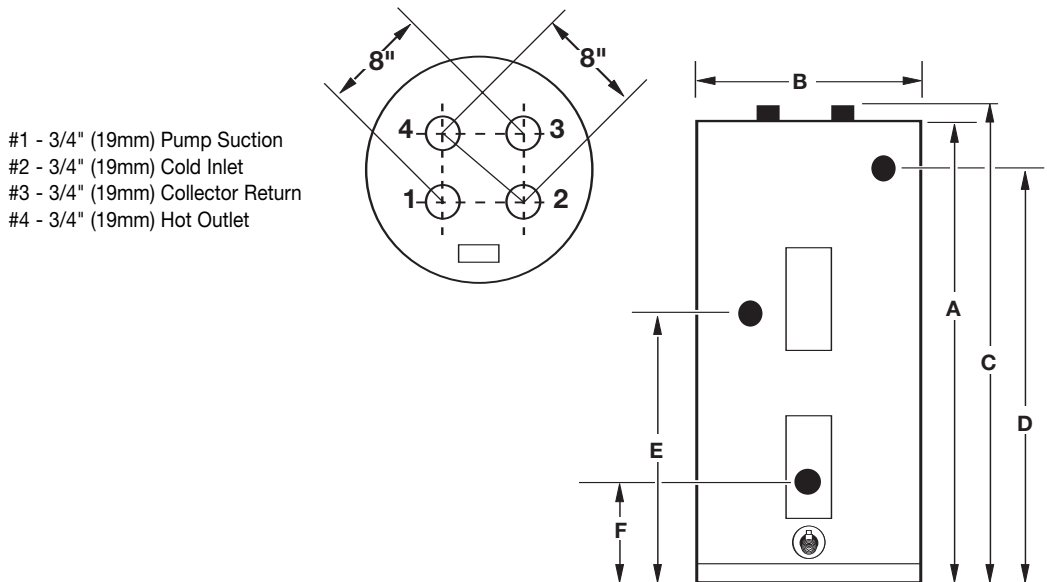 8"
8"
B
4
3
#1 - 3/4" (19mm) Pump Suction
#2 - 3/4" (19mm) Cold Inlet
#3 - 3/4" (19mm) Collector Return
#4 - 3/4" (19mm) Hot Outlet
1
2
A
C
D
E
F